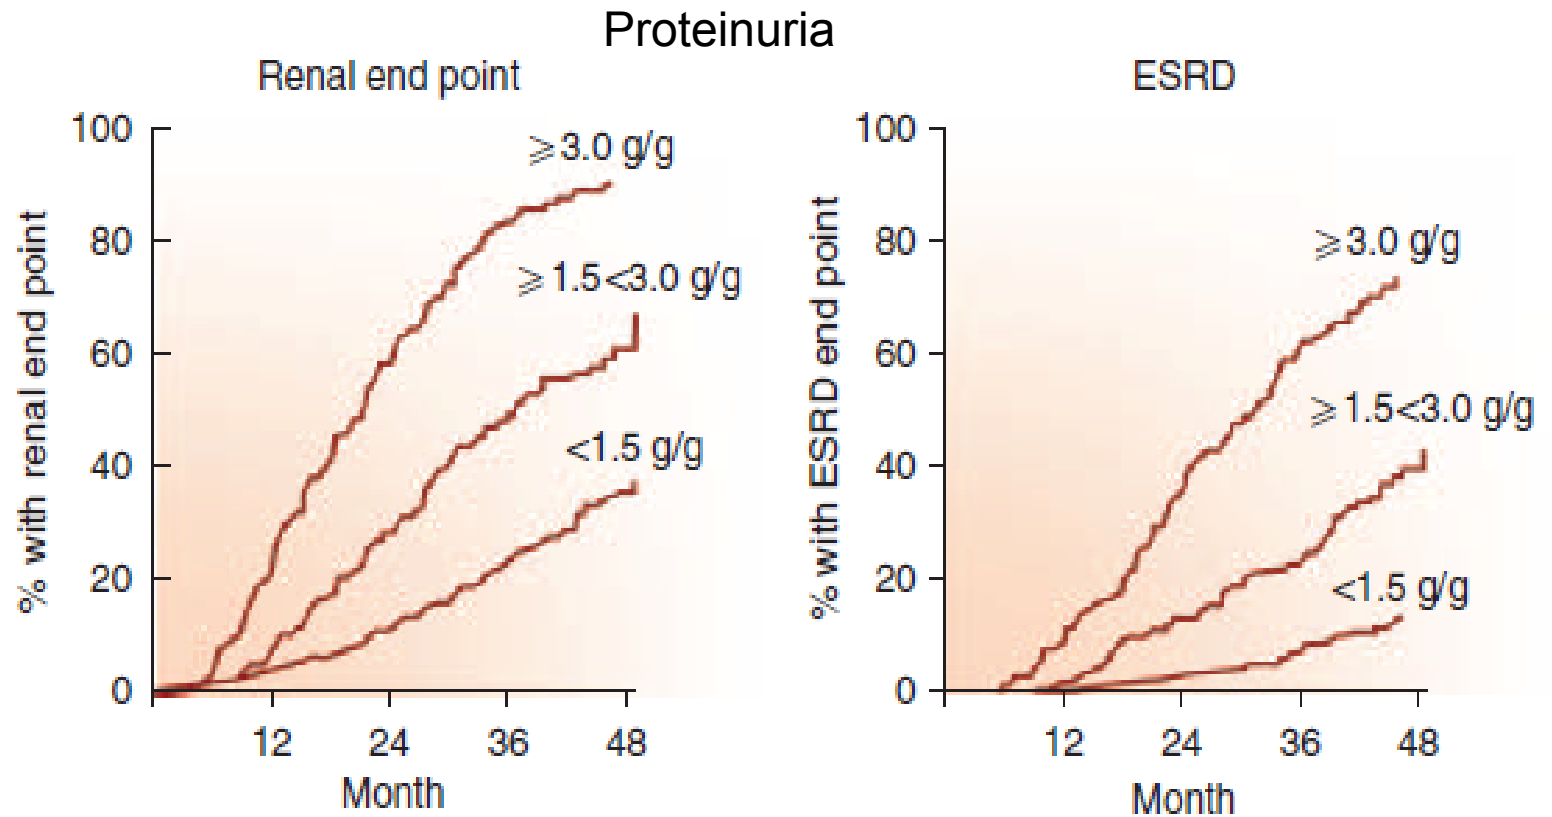 Proteinuria
Renal end point
% with renal end point
100
80
60
40
20
0
⩾3.0 g/g
⩾1.5<3.0 g/g
<1.5 g/g
12 24 36 48
Month
ESRD
% with ESRD end point
100
80
60
40
20
0
⩾3.0 g/g
⩾1.5<3.0 g/g
<1.5 g/g
12 24 36 48
Month